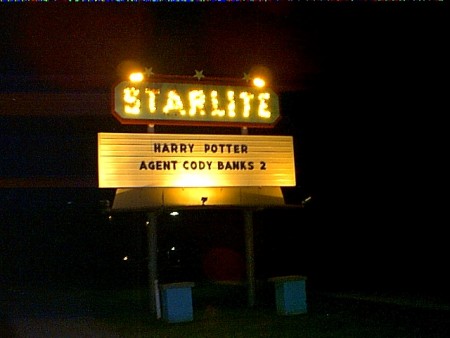 STARLITE
HARRY POTTER
AGENT CODY BANKS 2